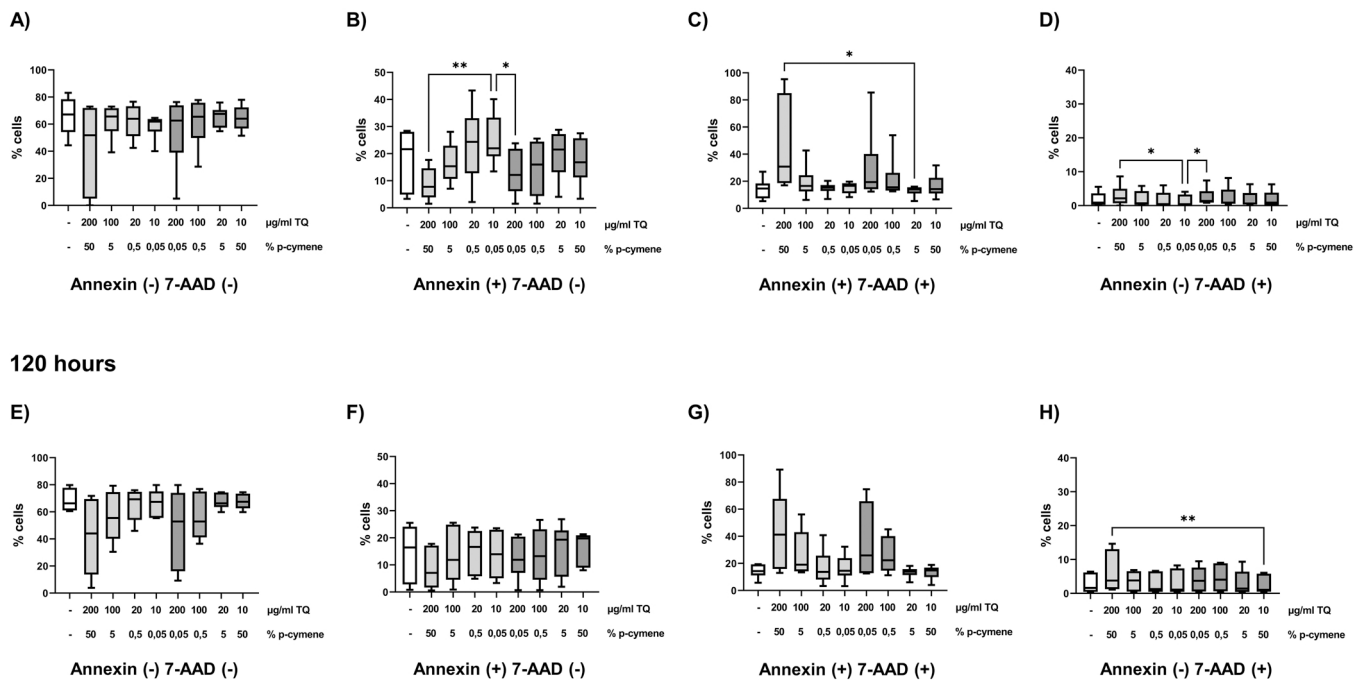 A)
B)
C)
D)
**
*
*
*
*
% cells
100
80
60
40
20
0
% cells
50
40
30
20
10
0
% cells
100
80
60
40
20
0
% cells
40
30
20
10
0
- 200 100 20 10 200 100 20 10 µg/ml TQ
- 50 5 0,5 0,05 0,05 0,5 5 50 % p-cymene
- 200 100 20 10 200 100 20 10 µg/ml TQ
- 50 5 0,5 0,05 0,05 0,5 5 50 % p-cymene
- 200 100 20 10 200 100 20 10 µg/ml TQ
- 50 5 0,5 0,05 0,05 0,5 5 50 % p-cymene
- 200 100 20 10 200 100 20 10 µg/ml TQ
- 50 5 0,5 0,05 0,05 0,5 5 50 % p-cymene
Annexin (-) 7-AAD (-)
Annexin (+) 7-AAD (-)
Annexin (+) 7-AAD (+)
Annexin (-) 7-AAD (+)
120 hours
E)
F)
G)
H)
**
% cells
100
80
60
40
20
0
% cells
50
40
30
20
10
0
% cells
100
80
60
40
20
0
% cells
40
30
20
10
0
- 200 100 20 10 200 100 20 10 µg/ml TQ
- 50 5 0,5 0,05 0,05 0,5 5 50 % p-cymene
- 200 100 20 10 200 100 20 10 µg/ml TQ
- 50 5 0,5 0,05 0,05 0,5 5 50 % p-cymene
- 200 100 20 10 200 100 20 10 µg/ml TQ
- 50 5 0,5 0,05 0,05 0,5 5 50 % p-cymene
- 200 100 20 10 200 100 20 10 µg/ml TQ
- 50 5 0,5 0,05 0,05 0,5 5 50 % p-cymene
Annexin (-) 7-AAD (-)
Annexin (+) 7-AAD (-)
Annexin (+) 7-AAD (+)
Annexin (-) 7-AAD (+)